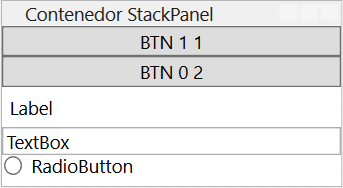 Contenedor StackPanel
BTN 1 1
BTN 0 2
Label
TextBox
RadioButton